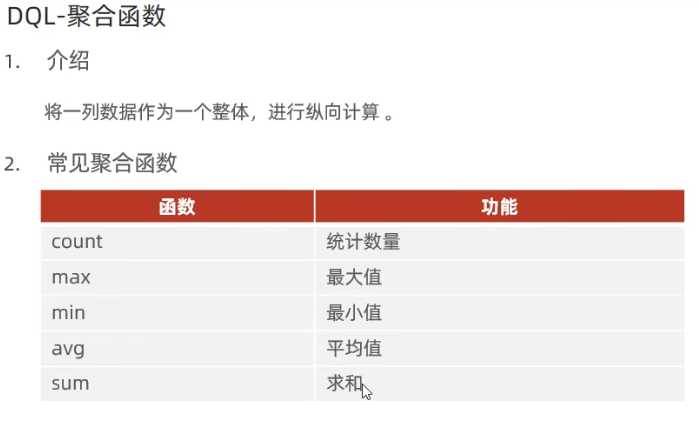 DQL-聚合函数
1. 介绍
将一列数据作为一个整体，进行纵向计算 。
2. 常见聚合函数
函数 功能
count 统计数量
max 最大值
min 最小值
avg 平均值
sum 求和